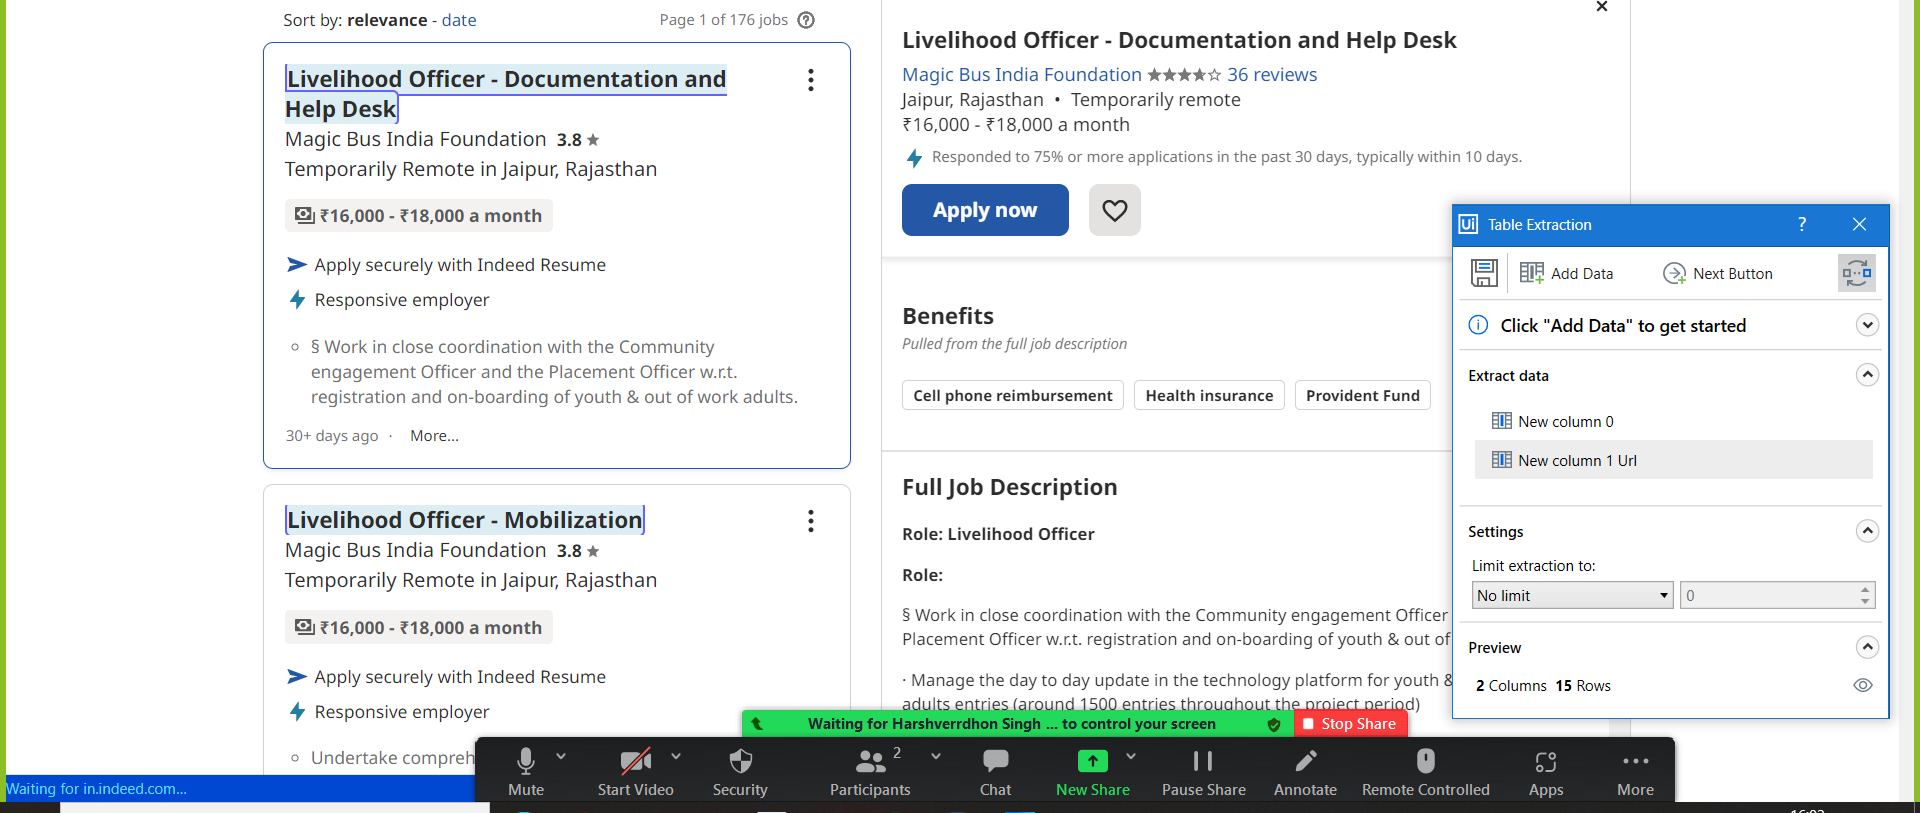 Sort by: relevance - date
Page 1 of 176 jobs
Livelihood Officer - Documentation and
Help Desk
Magic Bus India Foundation 3.8
Temporarily Remote in Jaipur, Rajasthan
₹16,000 - ₹18,000 a month
Apply securely with Indeed Resume
Responsive employer
§ Work in close coordination with the Community
engagement Officer and the Placement Officer w.r.t.
registration and on-boarding of youth & out of work adults.
30+ days ago · More...
Livelihood Officer - Mobilization
Magic Bus India Foundation 3.8
Temporarily Remote in Jaipur, Rajasthan
₹16,000 - ₹18,000 a month
Apply securely with Indeed Resume
Responsive employer
Undertake compreh
Waiting for in.indeed.com...
Livelihood Officer - Documentation and Help Desk
Magic Bus India Foundation 36 reviews
Jaipur, Rajasthan • Temporarily remote
₹16,000 - ₹18,000 a month
Responded to 75% or more applications in the past 30 days, typically within 10 days.
Apply now
Benefits
Pulled from the full job description
Cell phone reimbursement
Health insurance
Provident Fund
Full Job Description
Role: Livelihood Officer
Role:
§ Work in close coordination with the Community engagement Officer
Placement Officer w.r.t. registration and on-boarding of youth & out of
· Manage the day to day update in the technology platform for youth &
adults entries (around 1500 entries throughout the project period)
Ui Table Extraction ?
Add Data
Next Button
Click "Add Data" to get started
Extract data
New column 0
New column 1 Url
Settings
Limit extraction to:
No limit
0
Preview
2 Columns 15 Rows
Waiting for Harshverrdhon Singh ... to control your screen
Stop Share
Mute
Start Video
Security
Participants 2
Chat
New Share
Pause Share
Annotate
Remote Controlled
Apps
More